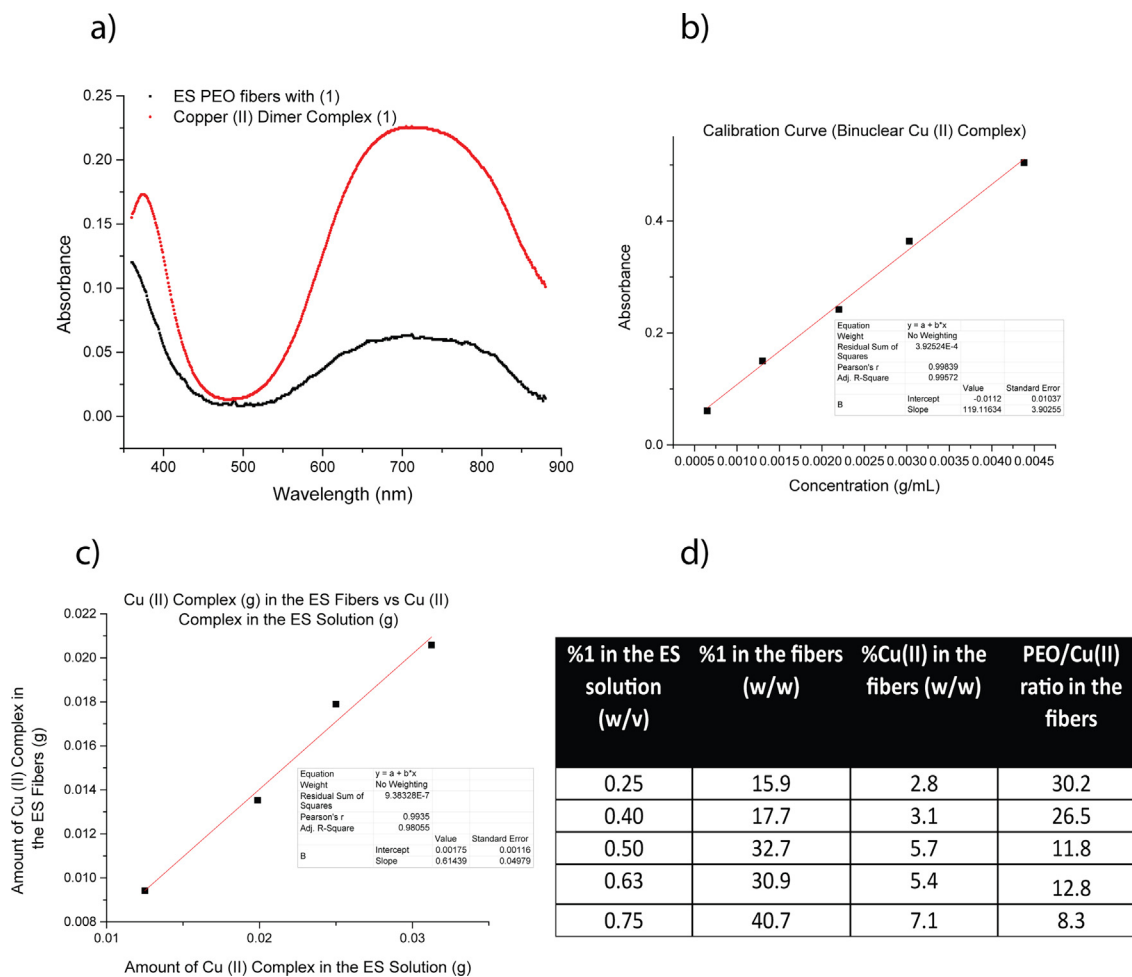 a)
ES PEO fibers with (1)
Copper (II) Dimer Complex (1)
0.25
0.20
0.15
0.10
0.05
0.00
Absorbance
400 500 600 700 800 900
Wavelength (nm)
b)
Calibration Curve (Binuclear Cu (II) Complex)
0.4
0.2
0.0
Absorbance
Equation y = a + b*x
Weight No Weighting
Residual Sum of Squares 3.92524E-4
Pearson's r 0.99839
Adj. R-Square 0.99572
Value Standard Error
B Intercept -0.0112 0.01037
Slope 119.11634 3.90255
0.0005 0.0010 0.0015 0.0020 0.0025 0.0030 0.0035 0.0040 0.0045
Concentration (g/mL)
c)
Cu (II) Complex (g) in the ES Fibers vs Cu (II)
Complex in the ES Solution (g)
0.022
0.020
0.018
0.016
0.014
0.012
0.010
0.008
Amount of Cu (II) Complex in
the ES Fibers (g)
Equation y = a + b*x
Weight No Weighting
Residual Sum of Squares 9.38328E-7
Pearson's r 0.9935
Adj. R-Square 0.98055
Value Standard Error
B Intercept 0.00175 0.00116
Slope 0.61439 0.04979
0.01 0.02 0.03
Amount of Cu (II) Complex in the ES Solution (g)
d)
%1 in the ES solution (w/v) %1 in the fibers (w/w) %Cu(II) in the fibers (w/w) PEO/Cu(II) ratio in the fibers
0.25 15.9 2.8 30.2
0.40 17.7 3.1 26.5
0.50 32.7 5.7 11.8
0.63 30.9 5.4 12.8
0.75 40.7 7.1 8.3